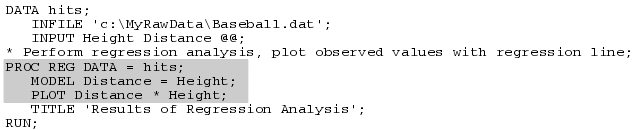 DATA hits;
INFILE 'c:\MyRawData\Baseball.dat';
INPUT Height Distance @@;
* Perform regression analysis, plot observed values with regression line;
PROC REG DATA = hits;
MODEL Distance = Height;
PLOT Distance * Height;
TITLE 'Results of Regression Analysis';
RUN;